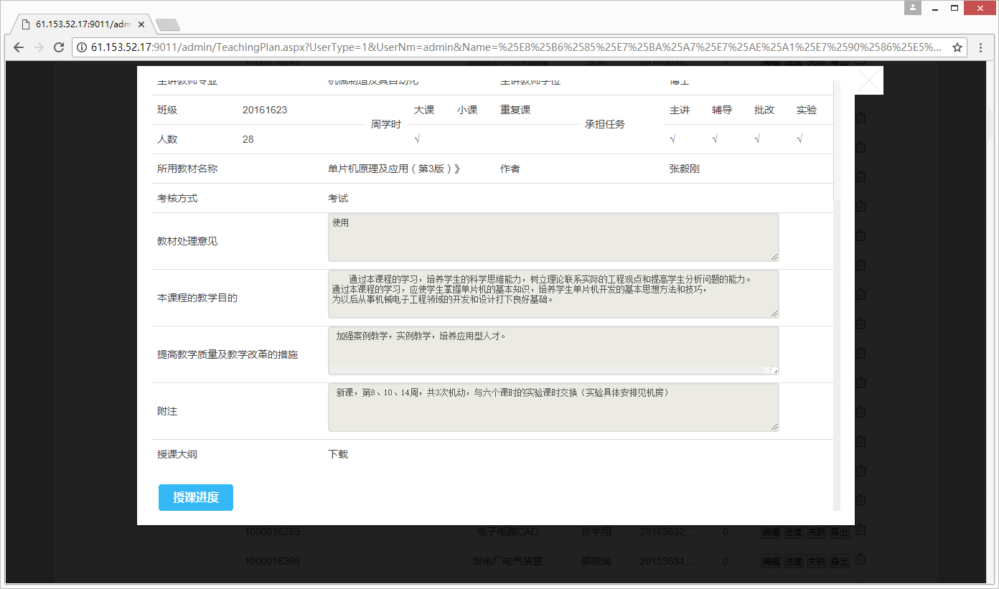 61.153.52.17:9011/adm
61.153.52.17:9011/admin/TeachingPlan.aspx?UserType=1&UserNm=admin&Name=%25E8%25B6%2585%25E7%25BA%25A7%25E7%25AE%25A1%25E7%2590%2586%25E5%...
主讲教师专业 机械制造及其自动化 主讲教师学位 博士
班级 20161623 大课 小课 重复课 主讲 辅导 批改 实验
周学时 承担任务
人数 28 √ √ √ √ √
所用教材名称 单片机原理及应用（第3版）》 作者 张毅刚
考核方式 考试
使用
教材处理意见
通过本课程的学习，培养学生的科学思维能力，树立理论联系实际的工程观点和提高学生分析问题的能力。
通过本课程的学习，应使学生掌握单片机的基本知识，培养学生单片机开发的基本思想方法和技巧，
本课程的教学目的
为以后从事机械电子工程领域的开发和设计打下良好基础。
加强案例教学，实例教学，培养应用型人才。
提高教学质量及教学改革的措施
新课，第8、10、14周，共3次机动，与六个课时的实验课时交换（实验具体安排见机房）
附注
授课大纲 下载
授课进度
1000016265 电子电路CAD 许宇翔 20163632,... 0 编辑 进度 关联 导出
1000016266 发电厂电气装置 郭晓瑞 20153634,... 0 编辑 进度 关联 导出